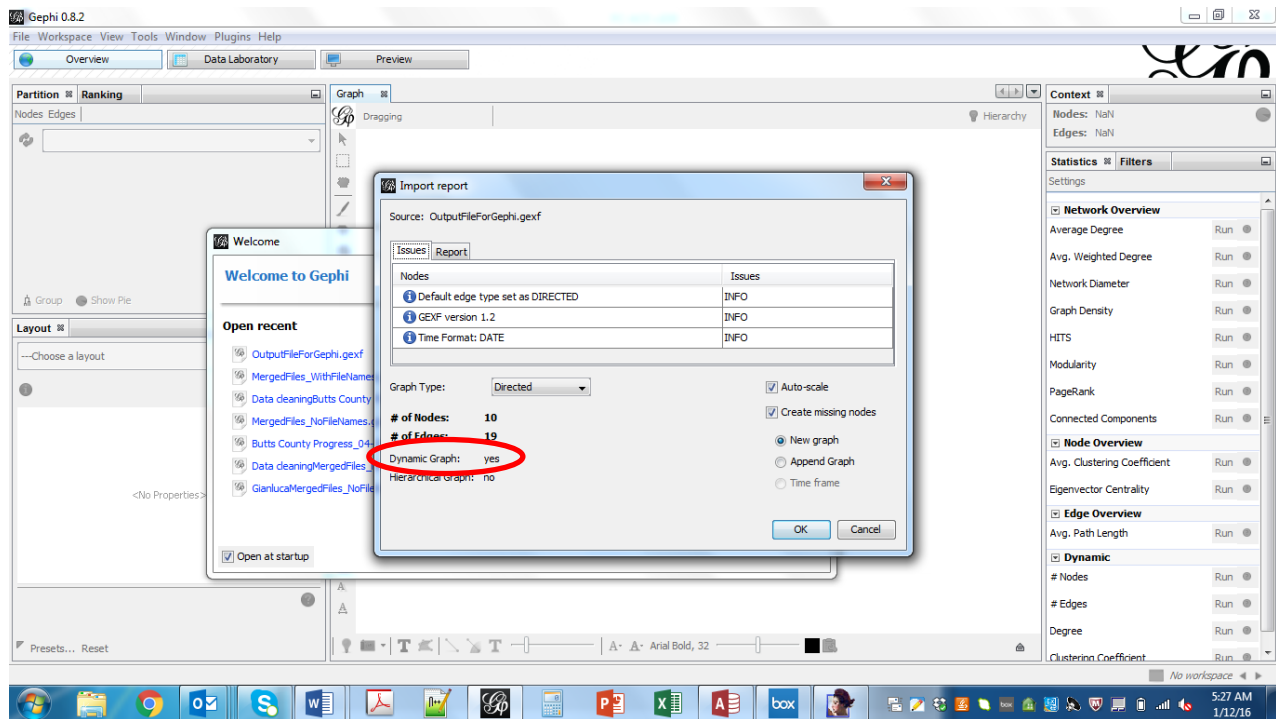 Gephi 0.8.2
File Workspace View Tools Window Plugins Help
Overview Data Laboratory Preview
Partition Ranking
Nodes Edges
Group Show Pie
Layout
---Choose a layout
<No Properties>
Presets... Reset
Graph
Dragging
Hierarchy
Welcome
Welcome to Gephi
Open recent
OutputFileForGephi.gexf
MergedFiles_WithFileNames
Data cleaningButts County
MergedFiles_NoFileNames.g
Butts County Progress_04-
Data cleaningMergedFiles_
GianlucaMergedFiles_NoFile
Open at startup
Import report
Source: OutputFileForGephi.gexf
Issues Report
Nodes Issues
Default edge type set as DIRECTED INFO
GEXF version 1.2 INFO
Time Format: DATE INFO
Graph Type: Directed
# of Nodes: 10
# of Edges: 19
Dynamic Graph: yes
Hierarchical Graph: no
Auto-scale
Create missing nodes
New graph
Append Graph
Time frame
OK Cancel
T T A- A- Arial Bold, 32
Context
Nodes: NaN
Edges: NaN
Statistics Filters
Settings
Network Overview
Average Degree Run
Avg. Weighted Degree Run
Network Diameter Run
Graph Density Run
HITS Run
Modularity Run
PageRank Run
Connected Components Run
Node Overview
Avg. Clustering Coefficient Run
Eigenvector Centrality Run
Edge Overview
Avg. Path Length Run
Dynamic
# Nodes Run
# Edges Run
Degree Run
Clustering Coefficient Run
No workspace
box
5:27 AM
1/12/16